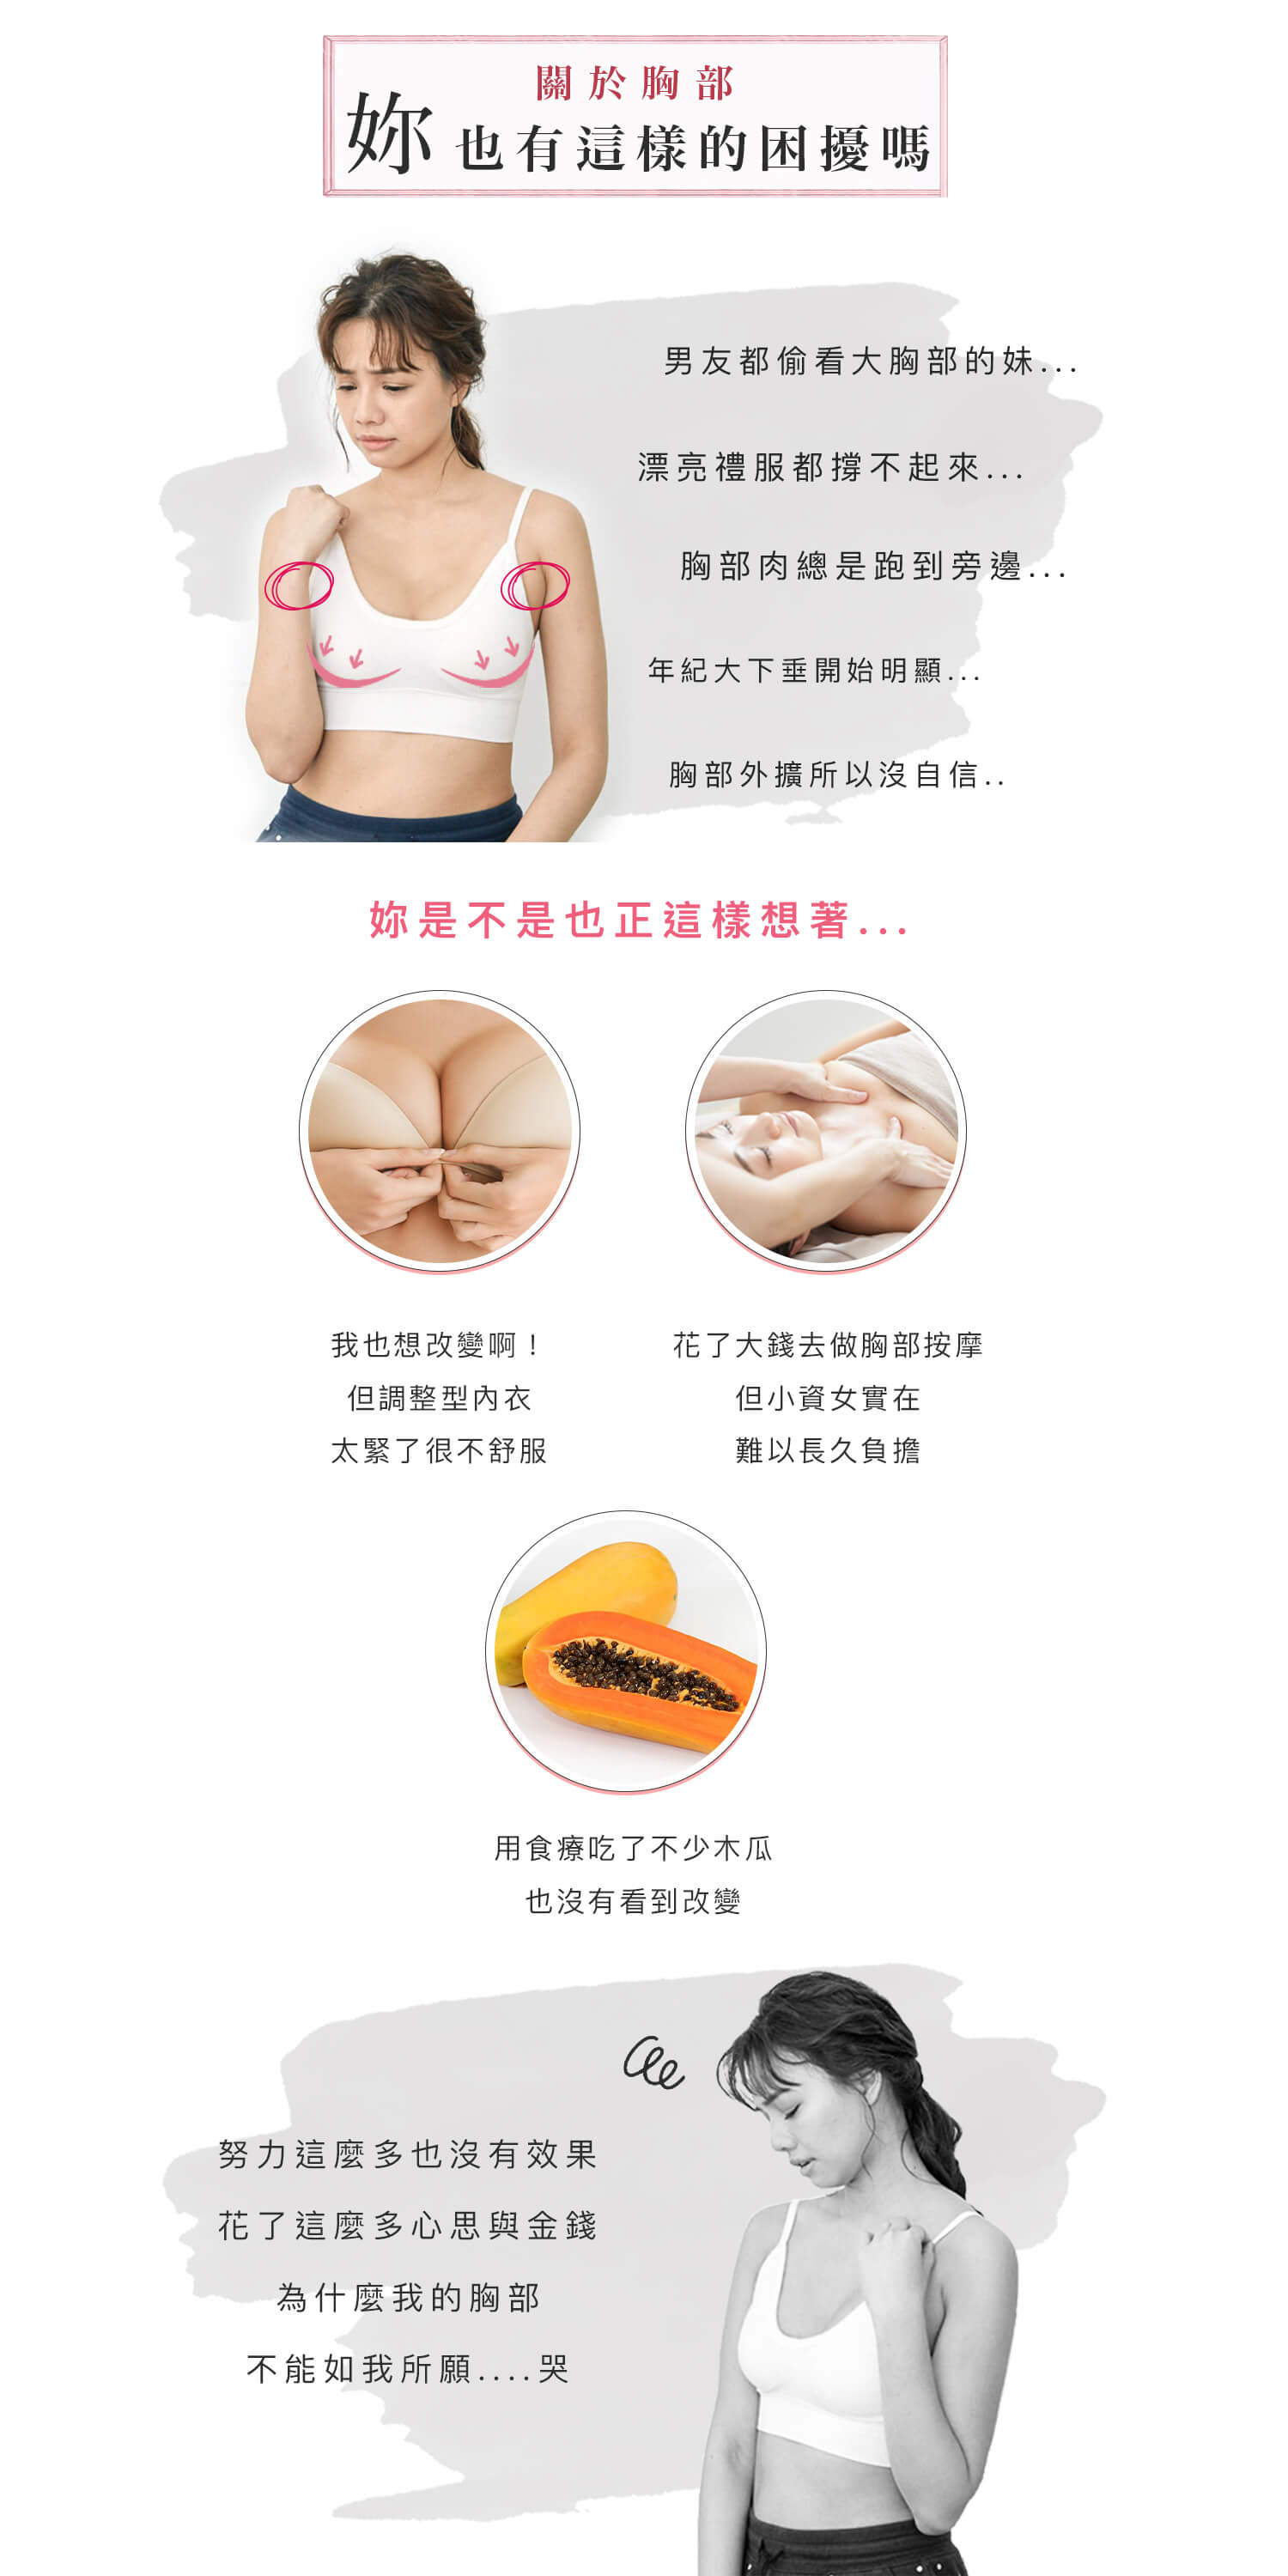 關於胸部
妳也有這樣的困擾嗎
男友都偷看大胸部的妹...
漂亮禮服都撐不起來...
胸部肉總是跑到旁邊...
年紀大下垂開始明顯...
胸部外擴所以沒自信..
妳是不是也正這樣想著...
我也想改變啊！
但調整型內衣
太緊了很不舒服
花了大錢去做胸部按摩
但小資女實在
難以長久負擔
用食療吃了不少木瓜
也沒有看到改變
努力這麼多也沒有效果
花了這麼多心思與金錢
為什麼我的胸部
不能如我所願....哭